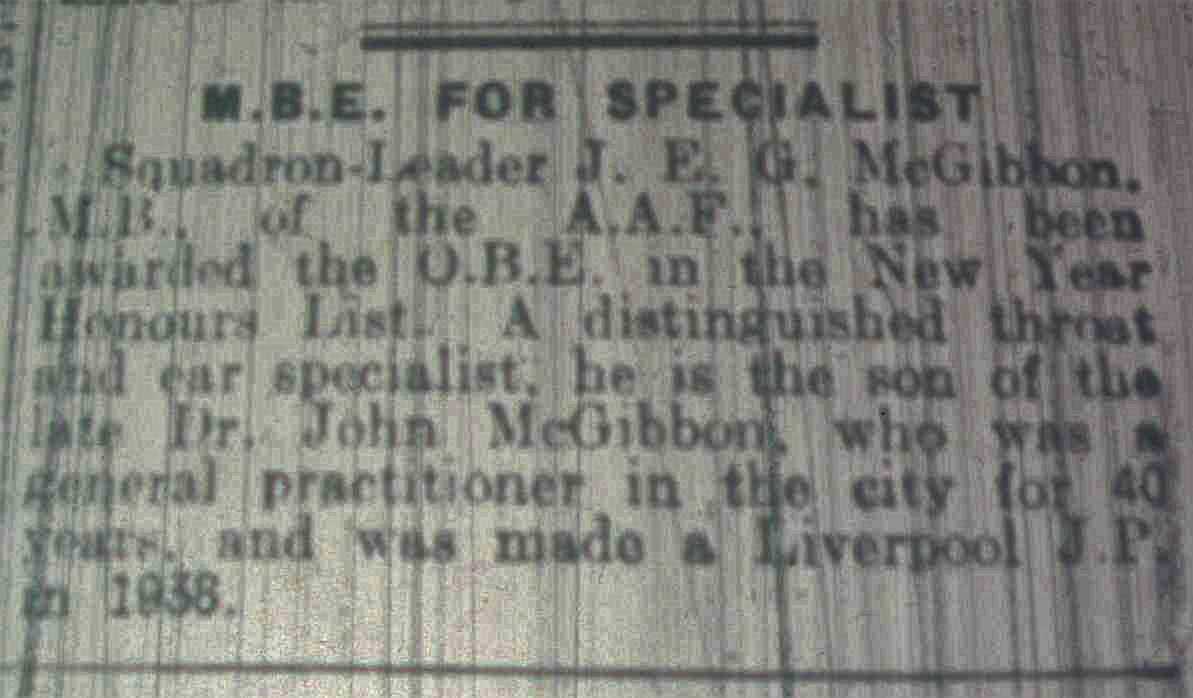 M.B.E. FOR SPECIALIST
Squadron-Leader J. E. G. McGibbon,
M.B., of the A.A.F., has been
awarded the O.B.E. in the New Year
Honours List. A distinguished throat
and ear specialist, he is the son of the
late Dr. John McGibbon, who was a
general practitioner in the city for 40
years, and was made a Liverpool J.P.
in 1938.